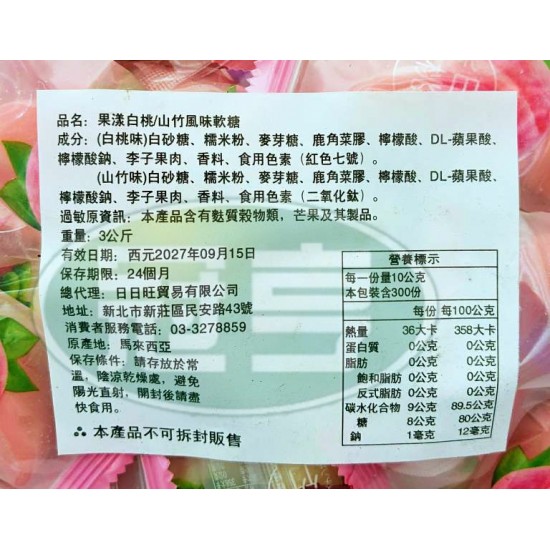 品名: 果漾白桃/山竹風味軟糖
成分: (白桃味)白砂糖、糯米粉、麥芽糖、鹿角菜膠、檸檬酸、DL-蘋果酸、
檸檬酸鈉、李子果肉、香料、食用色素 (紅色七號) 。
(山竹味)白砂糖、糯米粉、麥芽糖、鹿角菜膠、檸檬酸、DL-蘋果酸、
檸檬酸鈉、李子果肉、香料、食用色素 (二氧化鈦) 。
過敏原資訊: 本產品含有麩質穀物類, 芒果及其製品。
重量: 3公斤
有效日期: 西元2027年09月15日
保存期限: 24個月
總代理: 日日旺貿易有限公司
地址: 新北市新莊區民安路43號
消費者服務電話: 03-3278859
原產地: 馬來西亞
保存條件: 請存放於常
溫, 陰涼乾燥處, 避免
陽光直射, 開封後請盡
快食用。
營養標示
每一份量10公克
本包裝含300份
每份 每100公克
熱量 36大卡 358大卡
蛋白質 0公克 0公克
脂肪 0公克 0公克
飽和脂肪 0公克 0公克
反式脂肪 0公克 0公克
碳水化合物 9公克 89.5公克
糖 8公克 80公克
鈉 1毫克 12毫克
本產品不可拆封販售